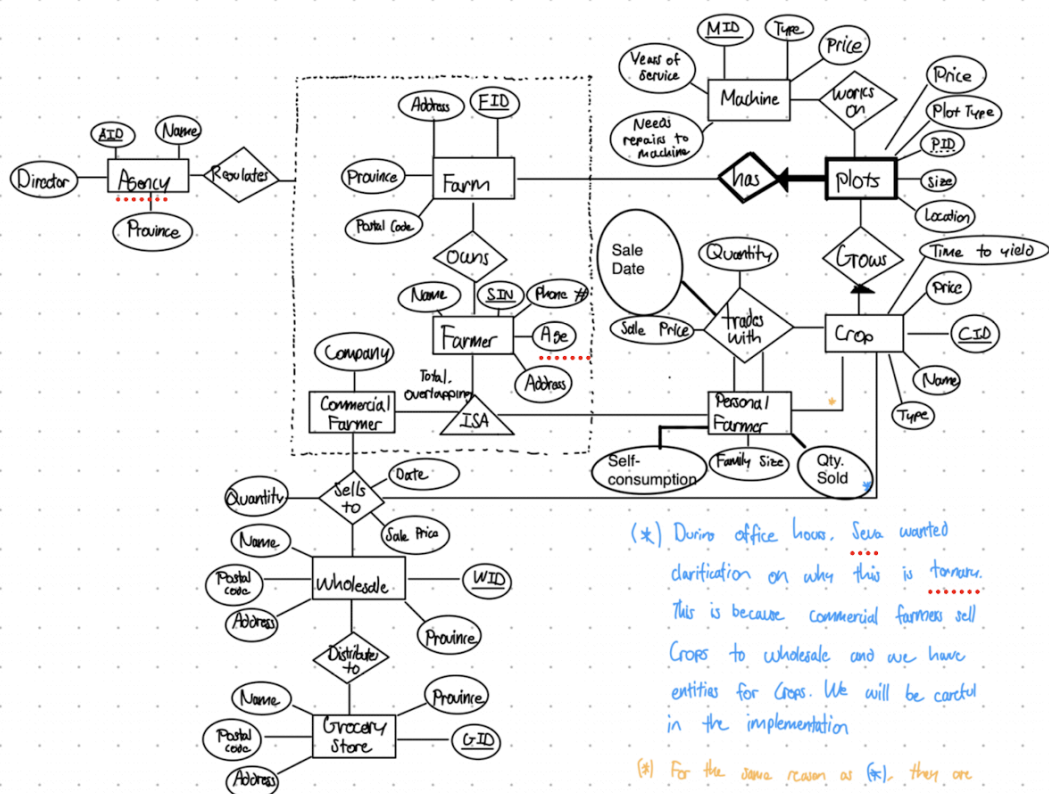 MID
Type
Price
Years of
service
Machine
works
on
Needs
repairs to
machine
Price
Plot Type
PID
Size
Location
Plots
has
Address
FID
Province
Farm
Postal Code
AID
Name
Director
Agency
Regulates
Province
owns
Name
SIN
Phone #
Farmer
Age
Address
Total,
Overlapping
ISA
Company
Commercial
Farmer
Sale
Date
Quantity
Sale Price
trades
with
Grows
Time to yield
Price
Crop
CID
Name
Type
*
Personal
Farmer
Self-
consumption
Family Size
Qty.
Sold
*
Quantity
Sells
to
Date
Sale Price
Name
Postal
code
Address
Wholesale
WID
Province
Distributes
to
Name
Postal
code
Address
Grocery
Store
Province
GID
(*) During office hours, Seva wanted
clarification on why this is ternary.
This is because commercial farmers sell
Crops to wholesale and we have
entities for Crops. We will be careful
in the implementation
(*) For the same reason as (*), they are